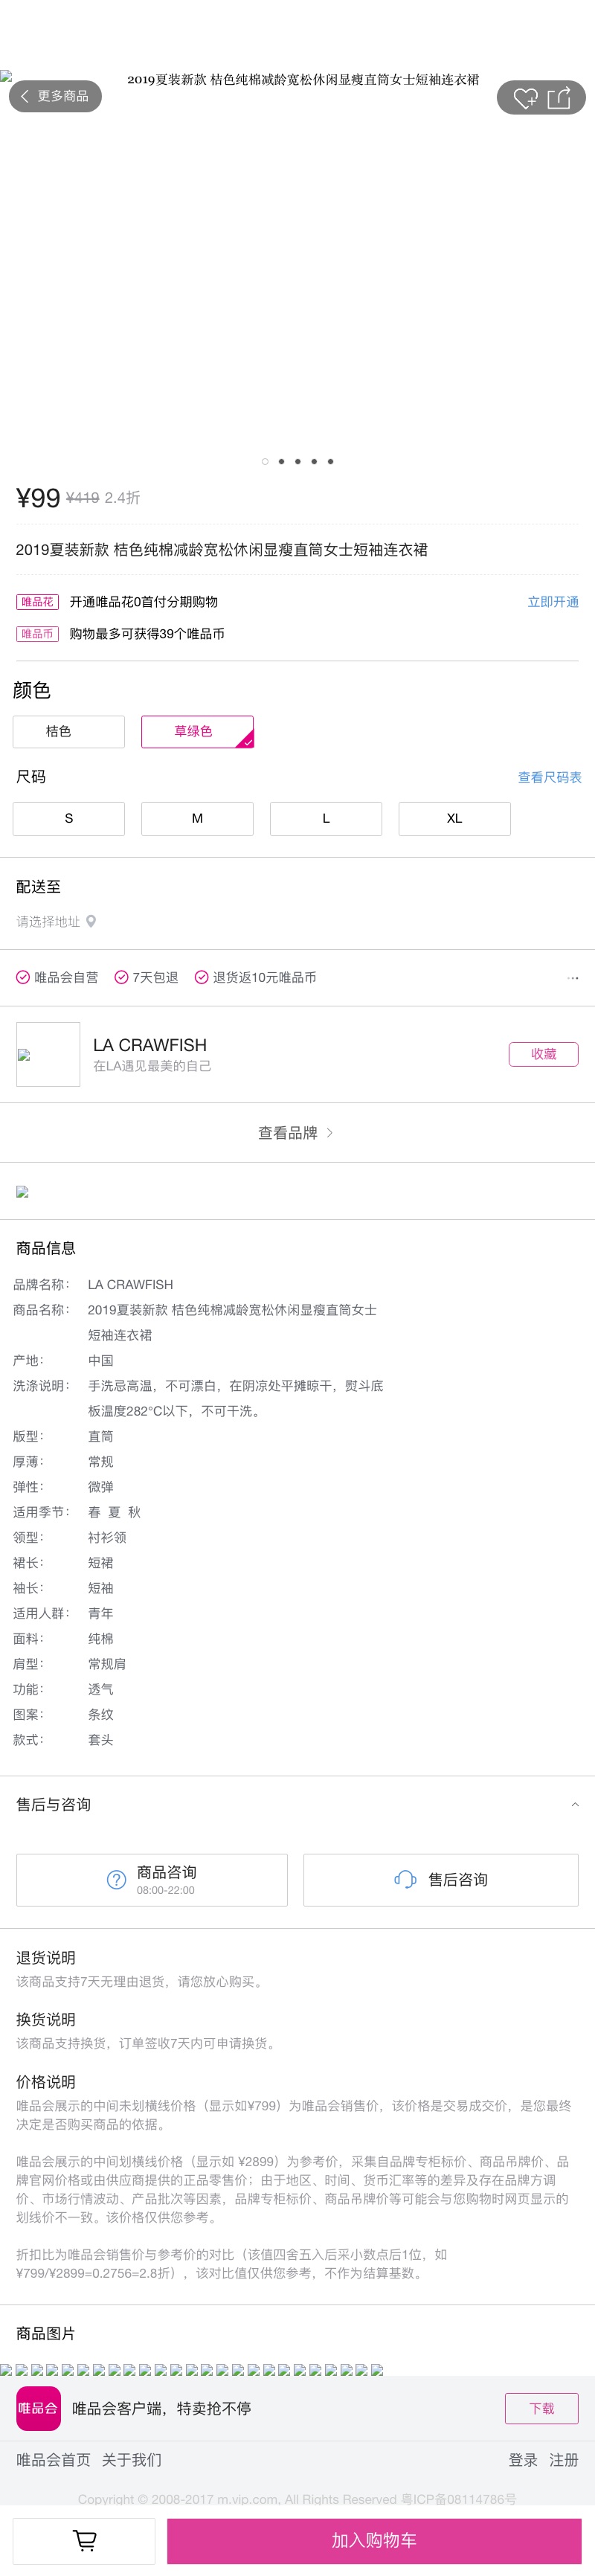 2019夏装新款 桔色纯棉减龄宽松休闲显瘦直筒女士短袖连衣裙
更多商品
¥99 ¥419 2.4折
2019夏装新款 桔色纯棉减龄宽松休闲显瘦直筒女士短袖连衣裙
唯品花 开通唯品花0首付分期购物 立即开通
唯品币 购物最多可获得39个唯品币
颜色
桔色 草绿色
尺码 查看尺码表
S M L XL
配送至
请选择地址
唯品会自营 7天包退 退货返10元唯品币
LA CRAWFISH
在LA遇见最美的自己
收藏
查看品牌
商品信息
品牌名称： LA CRAWFISH
商品名称： 2019夏装新款 桔色纯棉减龄宽松休闲显瘦直筒女士
短袖连衣裙
产地： 中国
洗涤说明： 手洗忌高温，不可漂白，在阴凉处平摊晾干，熨斗底
板温度282°C以下，不可干洗。
版型： 直筒
厚薄： 常规
弹性： 微弹
适用季节： 春 夏 秋
领型： 衬衫领
裙长： 短裙
袖长： 短袖
适用人群： 青年
面料： 纯棉
肩型： 常规肩
功能： 透气
图案： 条纹
款式： 套头
售后与咨询
商品咨询
08:00-22:00
售后咨询
退货说明
该商品支持7天无理由退货，请您放心购买。
换货说明
该商品支持换货，订单签收7天内可申请换货。
价格说明
唯品会展示的中间未划横线价格（显示如¥799）为唯品会销售价，该价格是交易成交价，是您最终
决定是否购买商品的依据。
唯品会展示的中间划横线价格（显示如 ¥2899）为参考价，采集自品牌专柜标价、商品吊牌价、品
牌官网价格或由供应商提供的正品零售价；由于地区、时间、货币汇率等的差异及存在品牌方调
价、市场行情波动、产品批次等因素，品牌专柜标价、商品吊牌价等可能会与您购物时网页显示的
划线价不一致。该价格仅供您参考。
折扣比为唯品会销售价与参考价的对比（该值四舍五入后采小数点后1位，如
¥799/¥2899=0.2756=2.8折），该对比值仅供您参考，不作为结算基数。
商品图片
唯品会 唯品会客户端，特卖抢不停 下载
唯品会首页 关于我们 登录 注册
Copyright © 2008-2017 m.vip.com, All Rights Reserved 粤ICP备08114786号
加入购物车